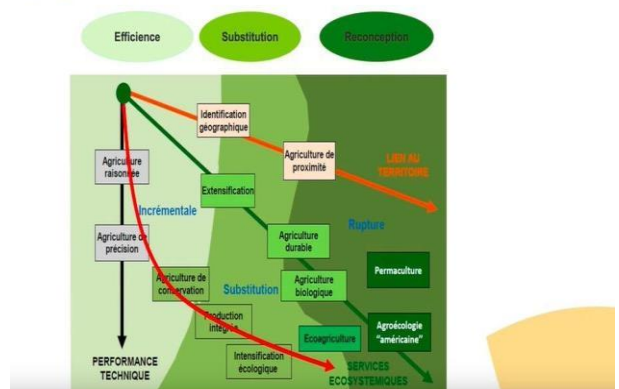 Efficience
Substitution
Reconception
Identification
géographique
Agriculture
raisonnée
Agriculture de
proximité
LIEN AU
TERRITOIRE
Extensification
Incrémentale
Rupture
Agriculture de
précision
Agriculture
durable
Permaculture
Agriculture de
conservation
Substitution
Agriculture
biologique
Production
intégrée
Ecoagriculture
Agroécologie
"américaine"
Intensification
écologique
PERFORMANCE
TECHNIQUE
SERVICES
ECOSYSTEMIQUES